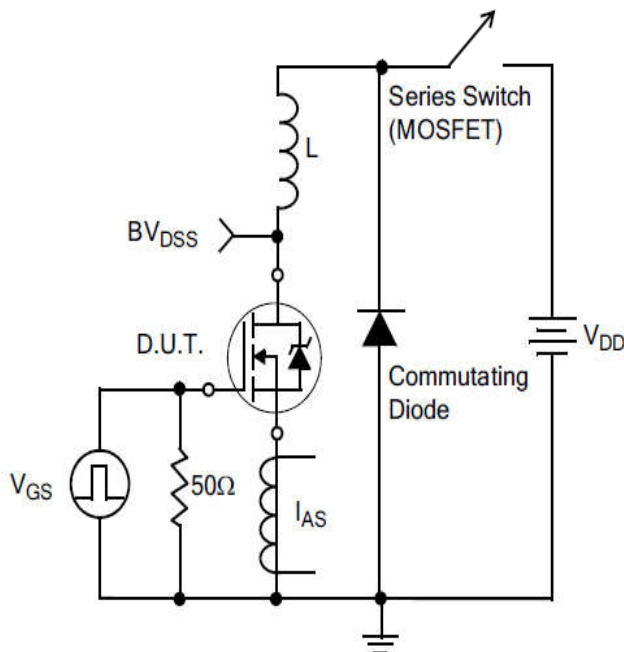 Series Switch
(MOSFET)
L
BVDSS
D.U.T.
VDD
Commutating
Diode
VGS
50Ω
IAS